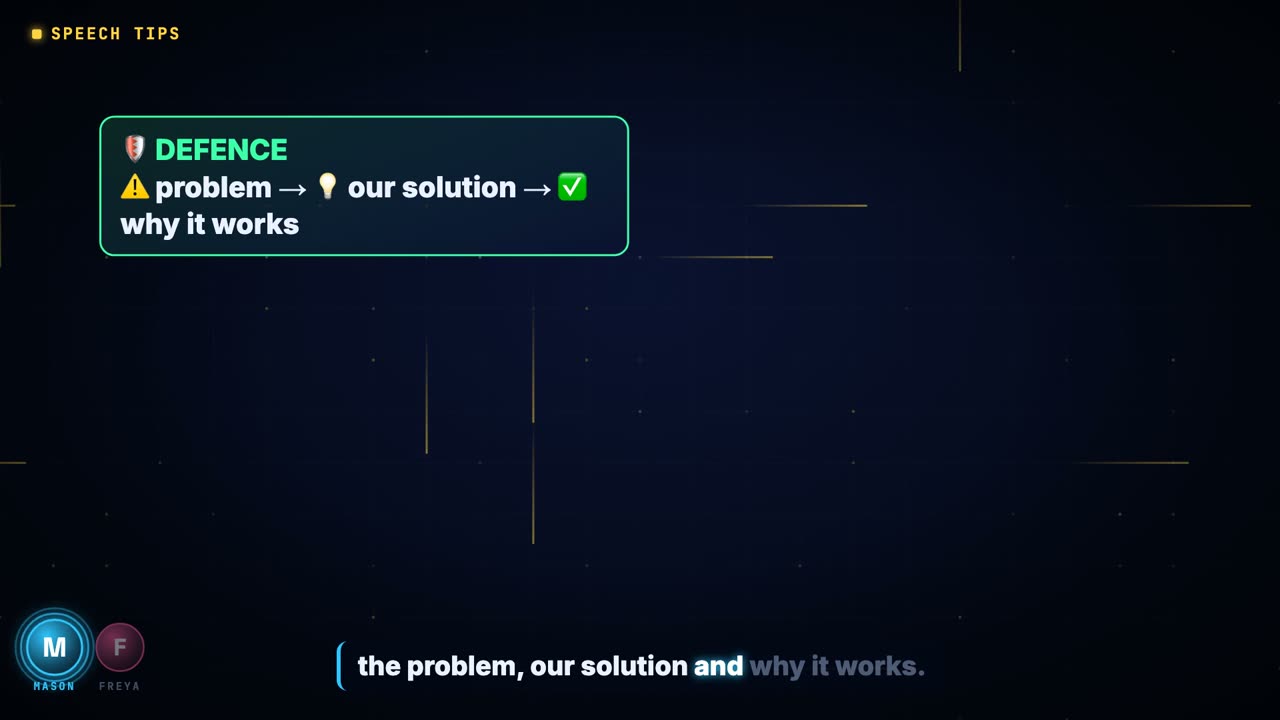 SPEECH TIPS
🛡️ DEFENCE
⚠️ problem → 💡 our solution → ✅
why it works
M
F
MASON
FREYA
the problem, our solution and why it works.